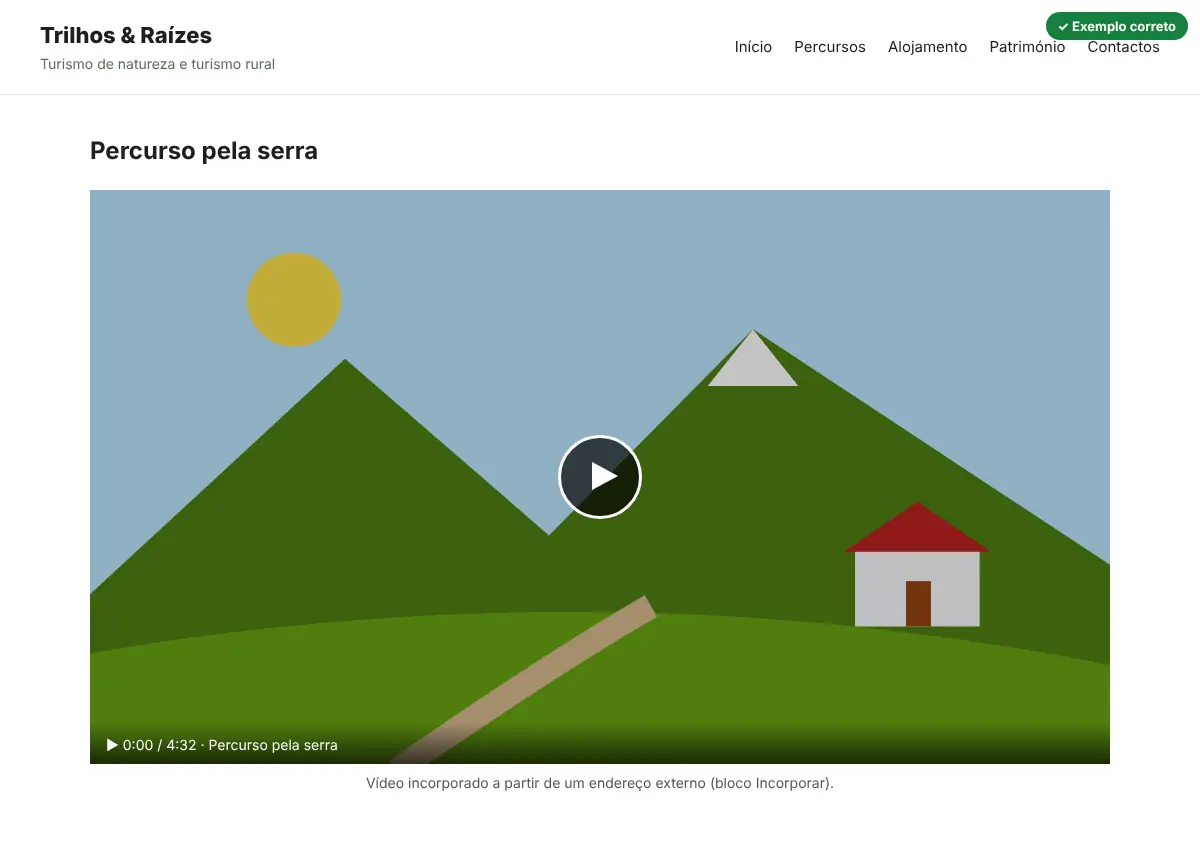 Trilhos & Raízes
Turismo de natureza e turismo rural
✓ Exemplo correto
Início Percursos Alojamento Património Contactos
Percurso pela serra
0:00 / 4:32 · Percurso pela serra
Vídeo incorporado a partir de um endereço externo (bloco Incorporar).